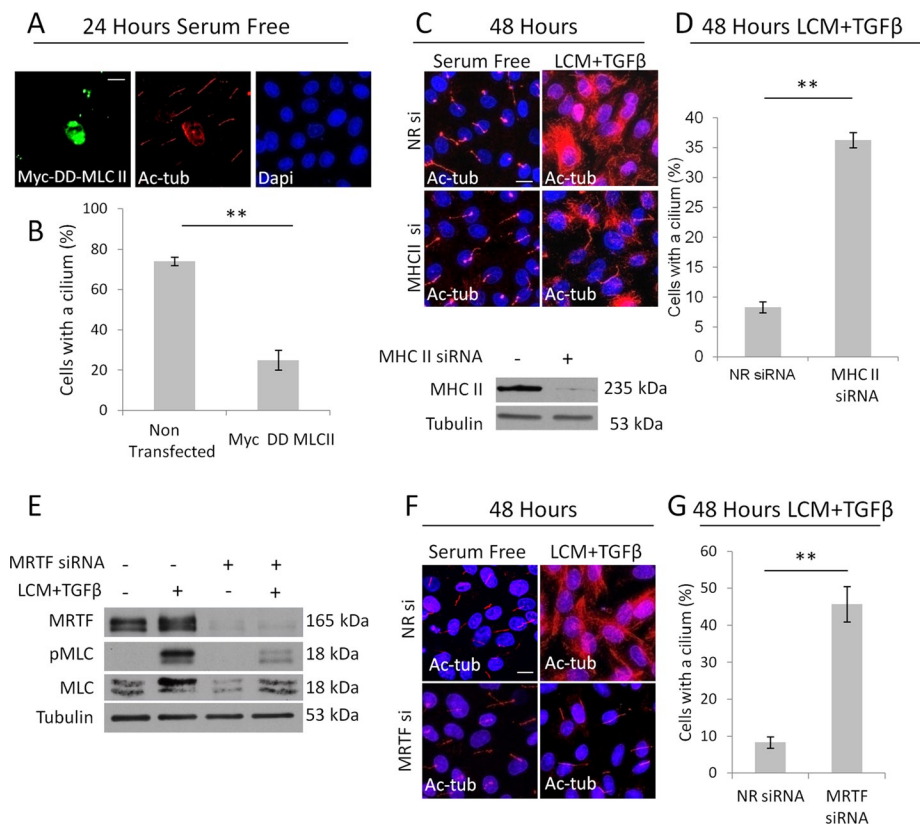 A
24 Hours Serum Free
Myc-DD-MLC II
Ac-tub
Dapi
B
Cells with a cilium (%)
100
80
60
40
20
0
**
Non Transfected
Myc DD MLCII
C
48 Hours
Serum Free
LCM+TGFβ
NR si
Ac-tub
Ac-tub
MHCII si
Ac-tub
Ac-tub
MHC II siRNA
- +
MHC II
235 kDa
Tubulin
53 kDa
D
48 Hours LCM+TGFβ
Cells with a cilium (%)
40
35
30
25
20
15
10
5
0
**
NR siRNA
MHC II siRNA
E
MRTF siRNA
- - + +
LCM+TGFβ
- + - +
MRTF
165 kDa
pMLC
18 kDa
MLC
18 kDa
Tubulin
53 kDa
F
48 Hours
Serum Free
LCM+TGFβ
NR si
Ac-tub
Ac-tub
MRTF si
Ac-tub
Ac-tub
G
48 Hours LCM+TGFβ
Cells with a cilium (%)
60
50
40
30
20
10
0
**
NR siRNA
MRTF siRNA